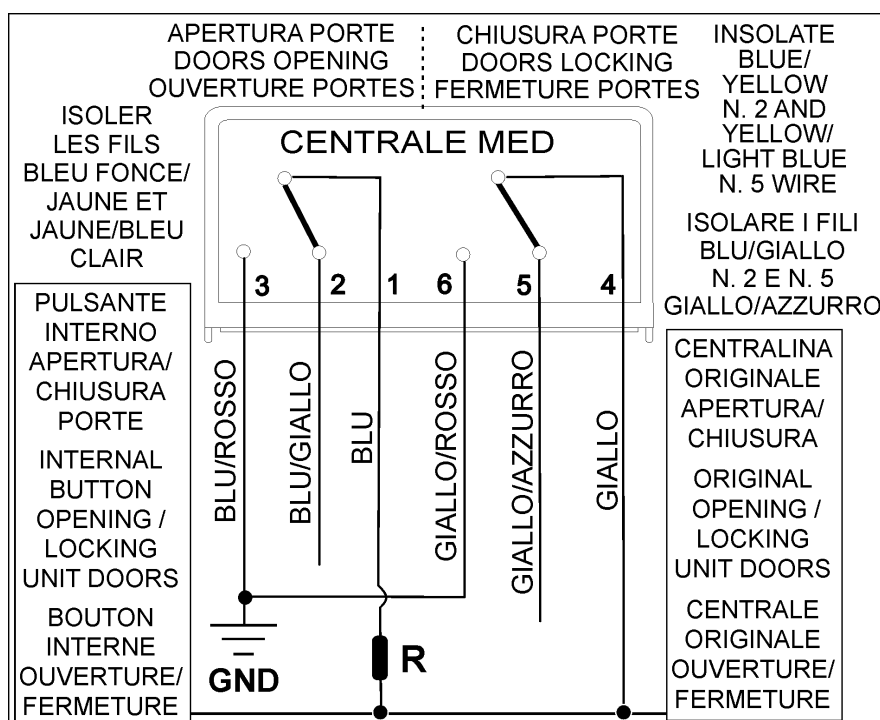 APERTURA PORTE
DOORS OPENING
OUVERTURE PORTES
CHIUSURA PORTE
DOORS LOCKING
FERMETURE PORTES
INSOLATE
BLUE/
YELLOW
N. 2 AND
YELLOW/
LIGHT BLUE
N. 5 WIRE
ISOLARE I FILI
BLU/GIALLO
N. 2 E N. 5
GIALLO/AZZURRO
ISOLER
LES FILS
BLEU FONCE/
JAUNE ET
JAUNE/BLEU
CLAIR
CENTRALE MED
3 2 1 6 5 4
BLU/ROSSO
BLU/GIALLO
BLU
GIALLO/ROSSO
GIALLO/AZZURRO
GIALLO
PULSANTE
INTERNO
APERTURA/
CHIUSURA
PORTE
INTERNAL
BUTTON
OPENING /
LOCKING
UNIT DOORS
BOUTON
INTERNE
OUVERTURE/
FERMETURE
GND
R
CENTRALINA
ORIGINALE
APERTURA/
CHIUSURA
ORIGINAL
OPENING /
LOCKING
UNIT DOORS
CENTRALE
ORIGINALE
OUVERTURE/
FERMETURE